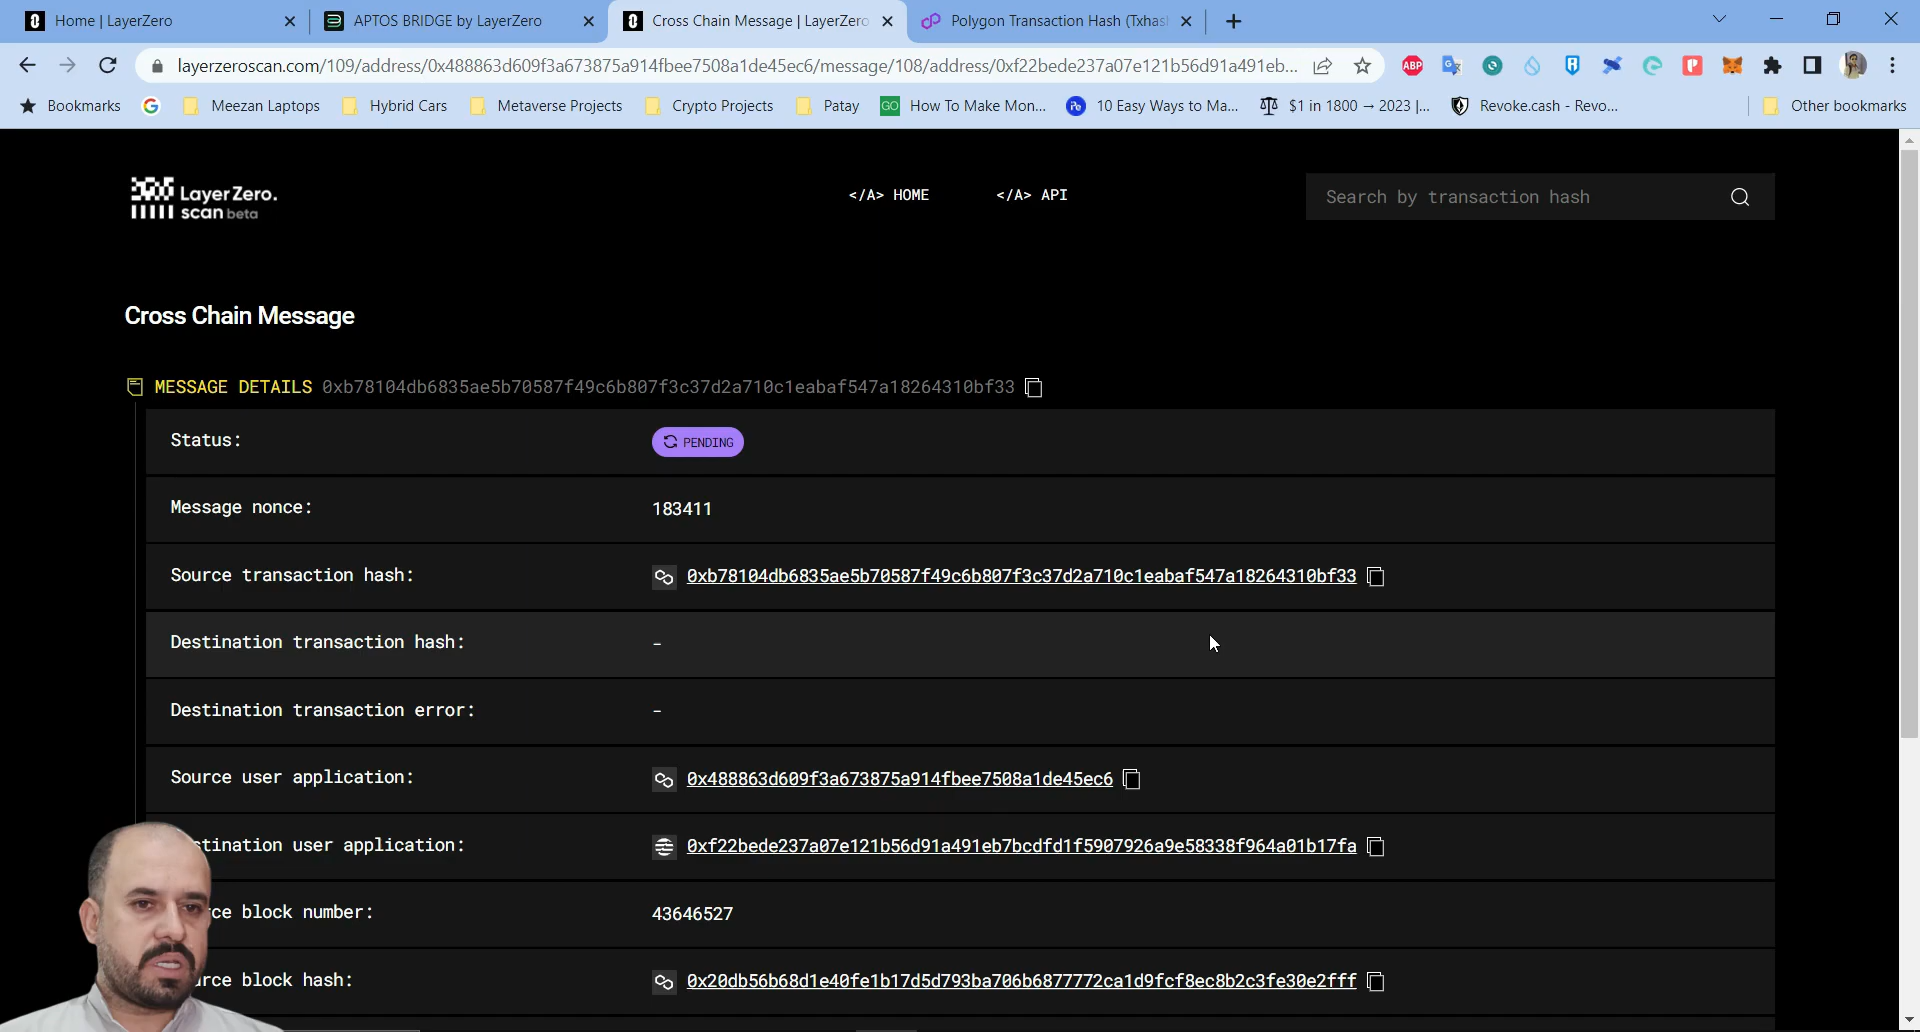 Home | LayerZero
APTOS BRIDGE by LayerZero
Cross Chain Message | LayerZero
Polygon Transaction Hash (Txhas
layerzeroscan.com/109/address/0x488863d609f3a673875a914fbee7508a1de45ec6/message/108/address/0xf22bede237a07e121b56d91a491eb...
ABP
Bookmarks
Meezan Laptops
Hybrid Cars
Metaverse Projects
Crypto Projects
Patay
GO How To Make Mon...
10 Easy Ways to Ma...
$1 in 1800 → 2023 |...
Revoke.cash - Revo...
Other bookmarks
LayerZero.
scan beta
</A> HOME
</A> API
Search by transaction hash
Cross Chain Message
MESSAGE DETAILS 0xb78104db6835ae5b70587f49c6b807f3c37d2a710c1eabaf547a18264310bf33
Status: PENDING
Message nonce: 183411
Source transaction hash: 0xb78104db6835ae5b70587f49c6b807f3c37d2a710c1eabaf547a18264310bf33
Destination transaction hash: -
Destination transaction error: -
Source user application: 0x488863d609f3a673875a914fbee7508a1de45ec6
stination user application: 0xf22bede237a07e121b56d91a491eb7bcdfd1f5907926a9e58338f964a01b17fa
rce block number: 43646527
urce block hash: 0x20db56b68d1e40fe1b17d5d793ba706b6877772ca1d9fcf8ec8b2c3fe30e2fff